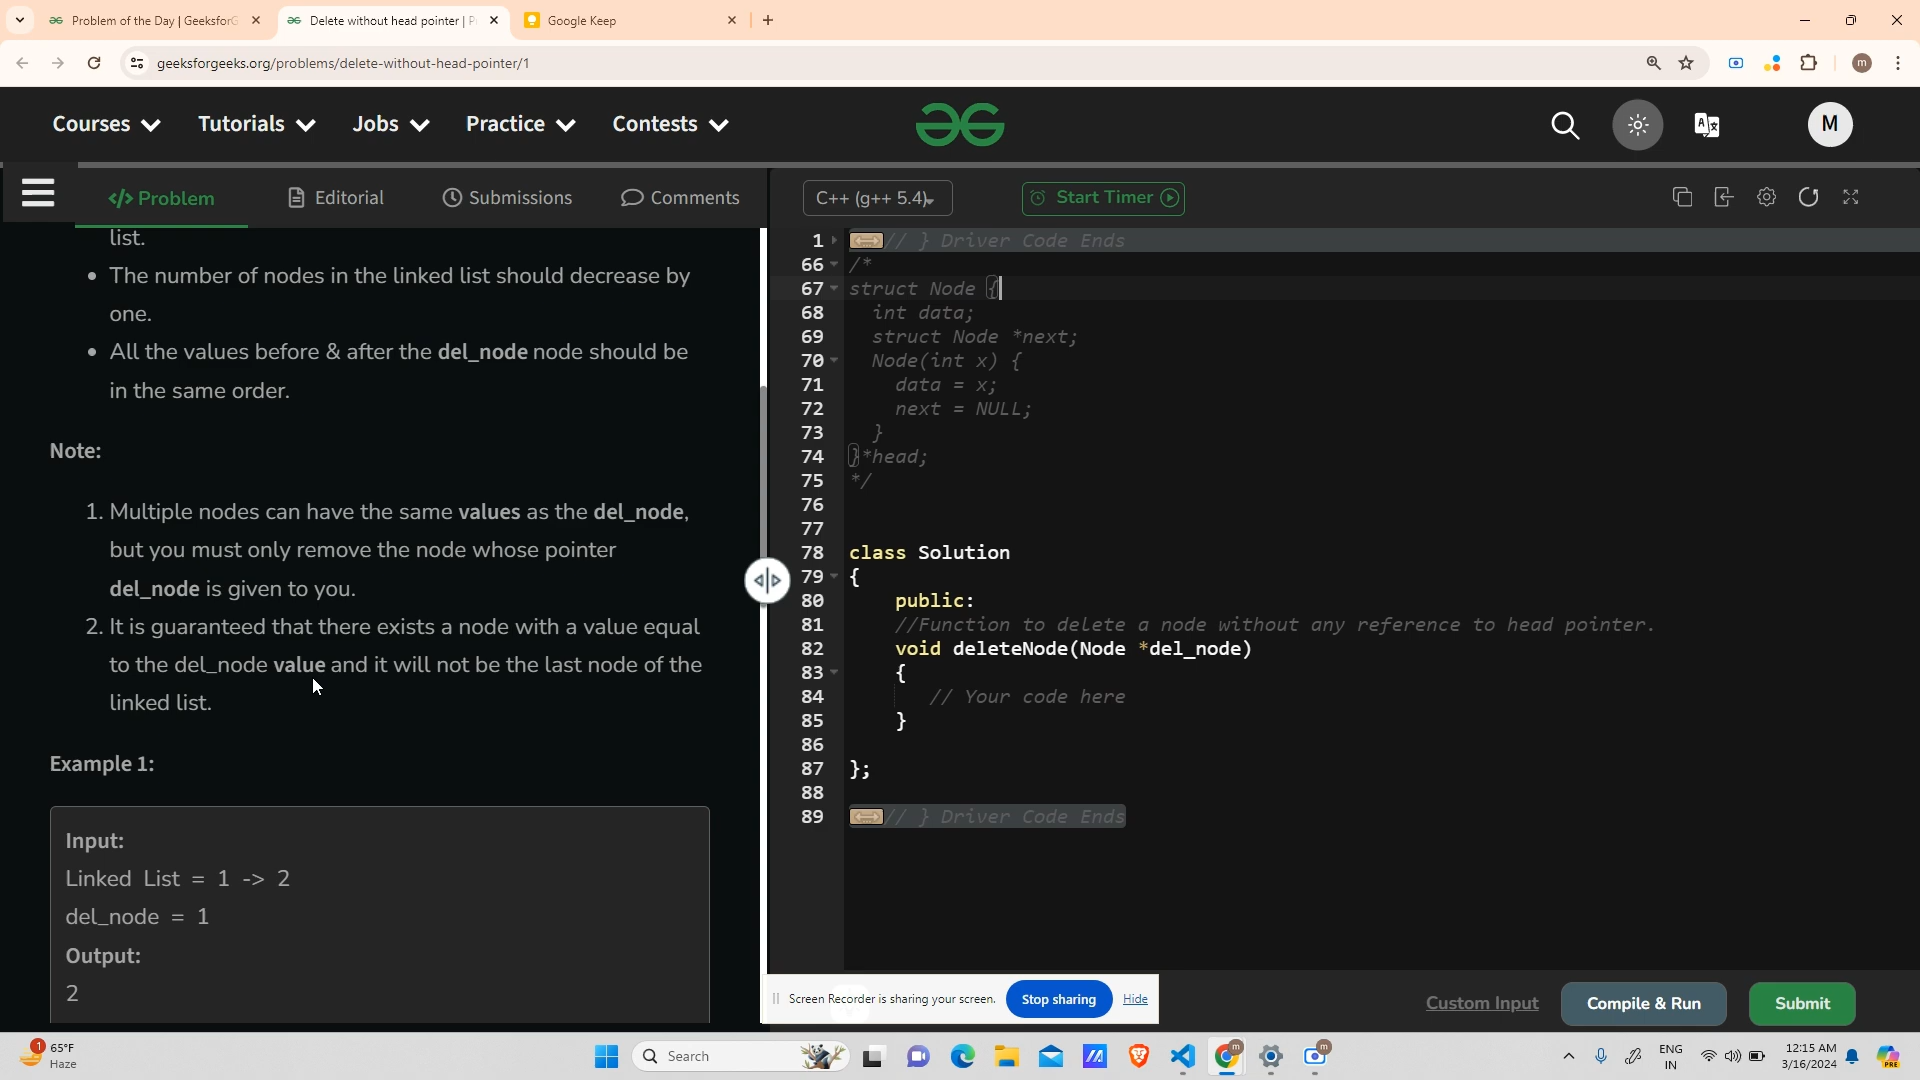 Problem of the Day | GeeksforG
Delete without head pointer | P
Google Keep
geeksforgeeks.org/problems/delete-without-head-pointer/1
m
Courses
Tutorials
Jobs
Practice
Contests
M
</> Problem
Editorial
Submissions
Comments
C++ (g++ 5.4)
Start Timer
list.
• The number of nodes in the linked list should decrease by
one.
• All the values before & after the del_node node should be
in the same order.
Note:
1. Multiple nodes can have the same values as the del_node,
but you must only remove the node whose pointer
del_node is given to you.
2. It is guaranteed that there exists a node with a value equal
to the del_node value and it will not be the last node of the
linked list.
Example 1:
Input:
Linked List = 1 -> 2
del_node = 1
Output:
2
1 // } Driver Code Ends
66 /*
67 struct Node {
68 int data;
69 struct Node *next;
70 Node(int x) {
71 data = x;
72 next = NULL;
73 }
74 }*head;
75 */
76
77
78 class Solution
79 {
80 public:
81 //Function to delete a node without any reference to head pointer.
82 void deleteNode(Node *del_node)
83 {
84 // Your code here
85 }
86
87 };
88
89 // } Driver Code Ends
Screen Recorder is sharing your screen.
Stop sharing
Hide
Custom Input
Compile & Run
Submit
1
65°F
Haze
Search
m
m
ENG
IN
12:15 AM
3/16/2024
PRE